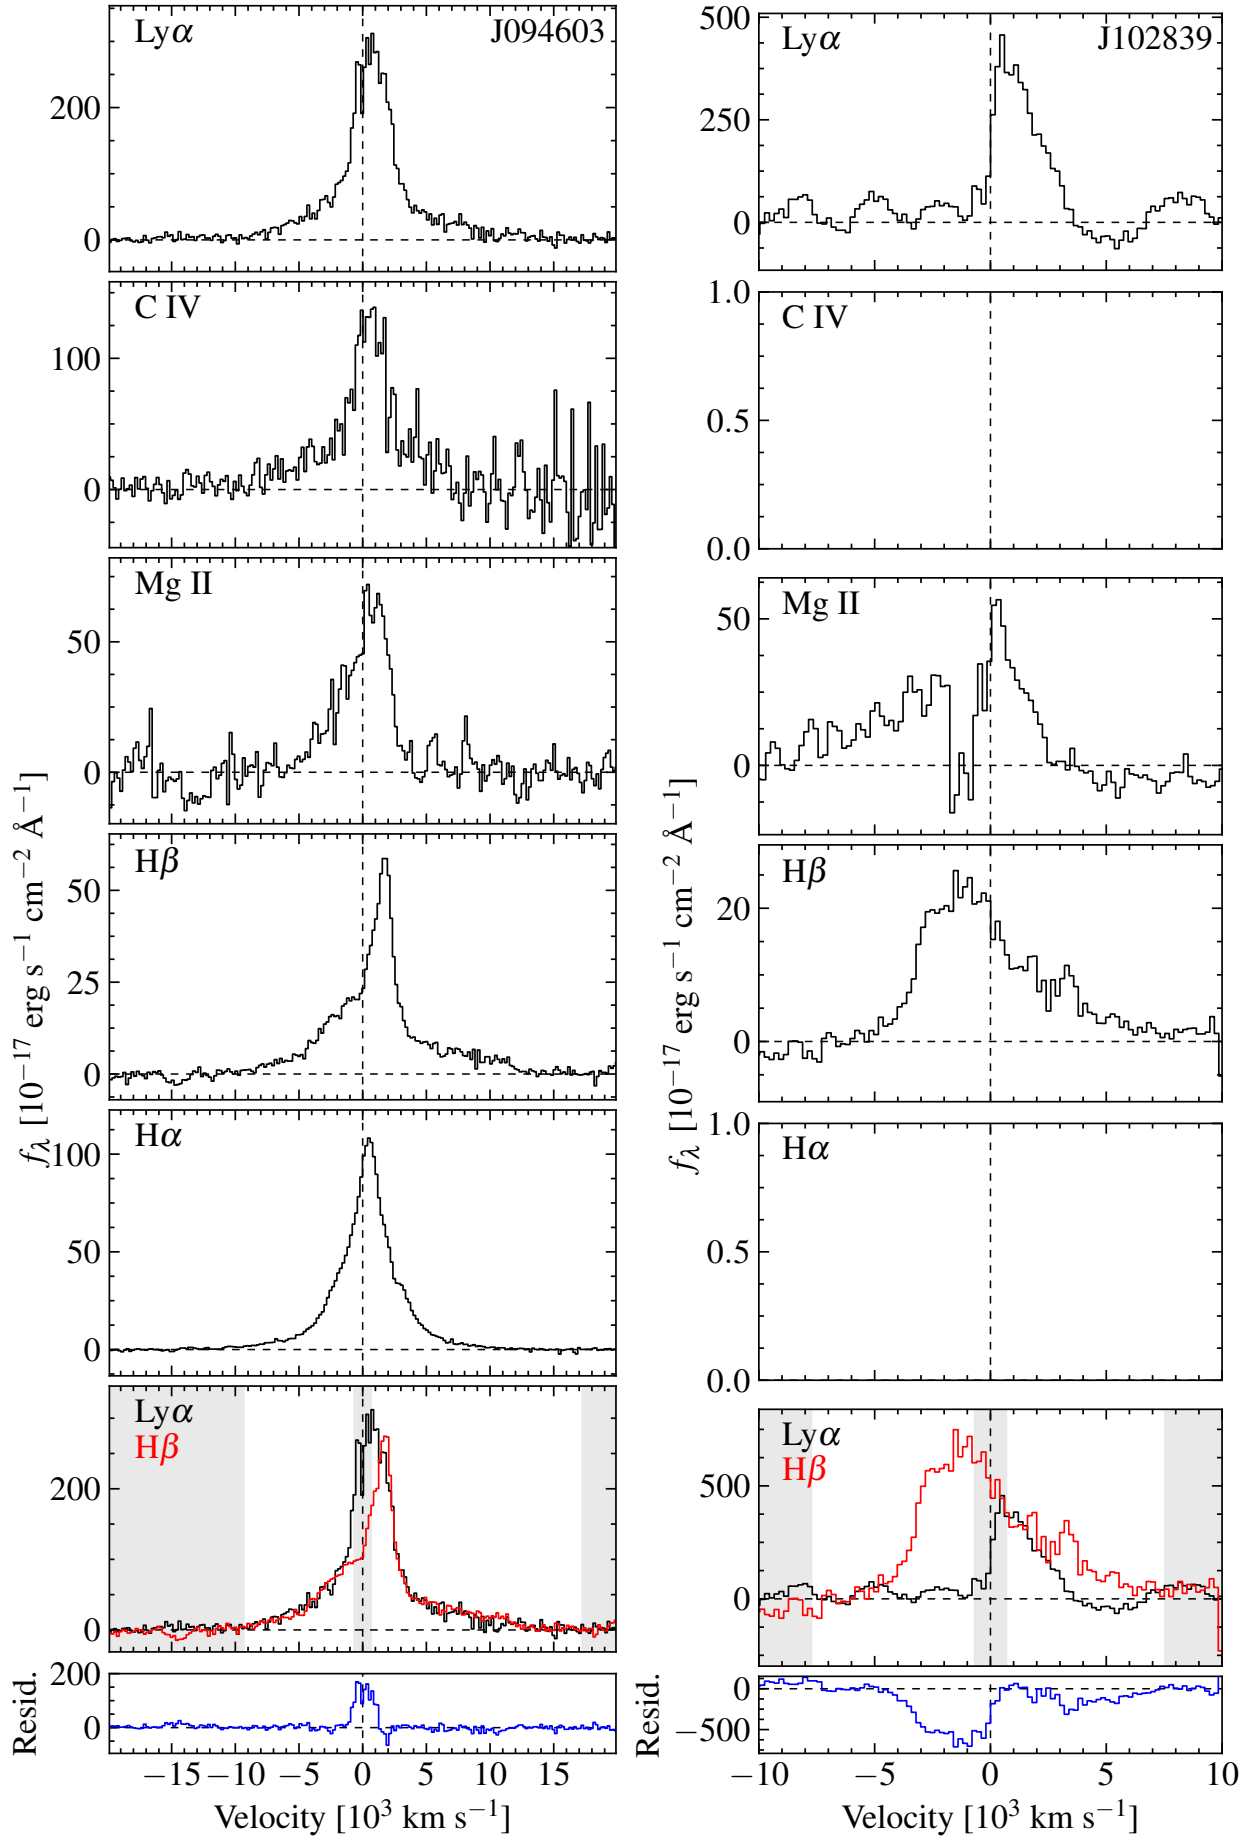 Lyα J094603
200
0
C IV
100
0
Mg II
50
0
Hβ
50
25
0
Hα
100
50
0
Lyα
Hβ
200
0
200
0
Resid.
−15 −10 −5 0 5 10 15
Velocity [10³ km s⁻¹]
f_λ [10⁻¹⁷ erg s⁻¹ cm⁻² Å⁻¹]
Lyα J102839
500
250
0
C IV
1.0
0.5
0.0
Mg II
50
0
Hβ
20
0
Hα
1.0
0.5
0.0
Lyα
Hβ
500
0
0
−500
Resid.
−10 −5 0 5 10
Velocity [10³ km s⁻¹]
f_λ [10⁻¹⁷ erg s⁻¹ cm⁻² Å⁻¹]